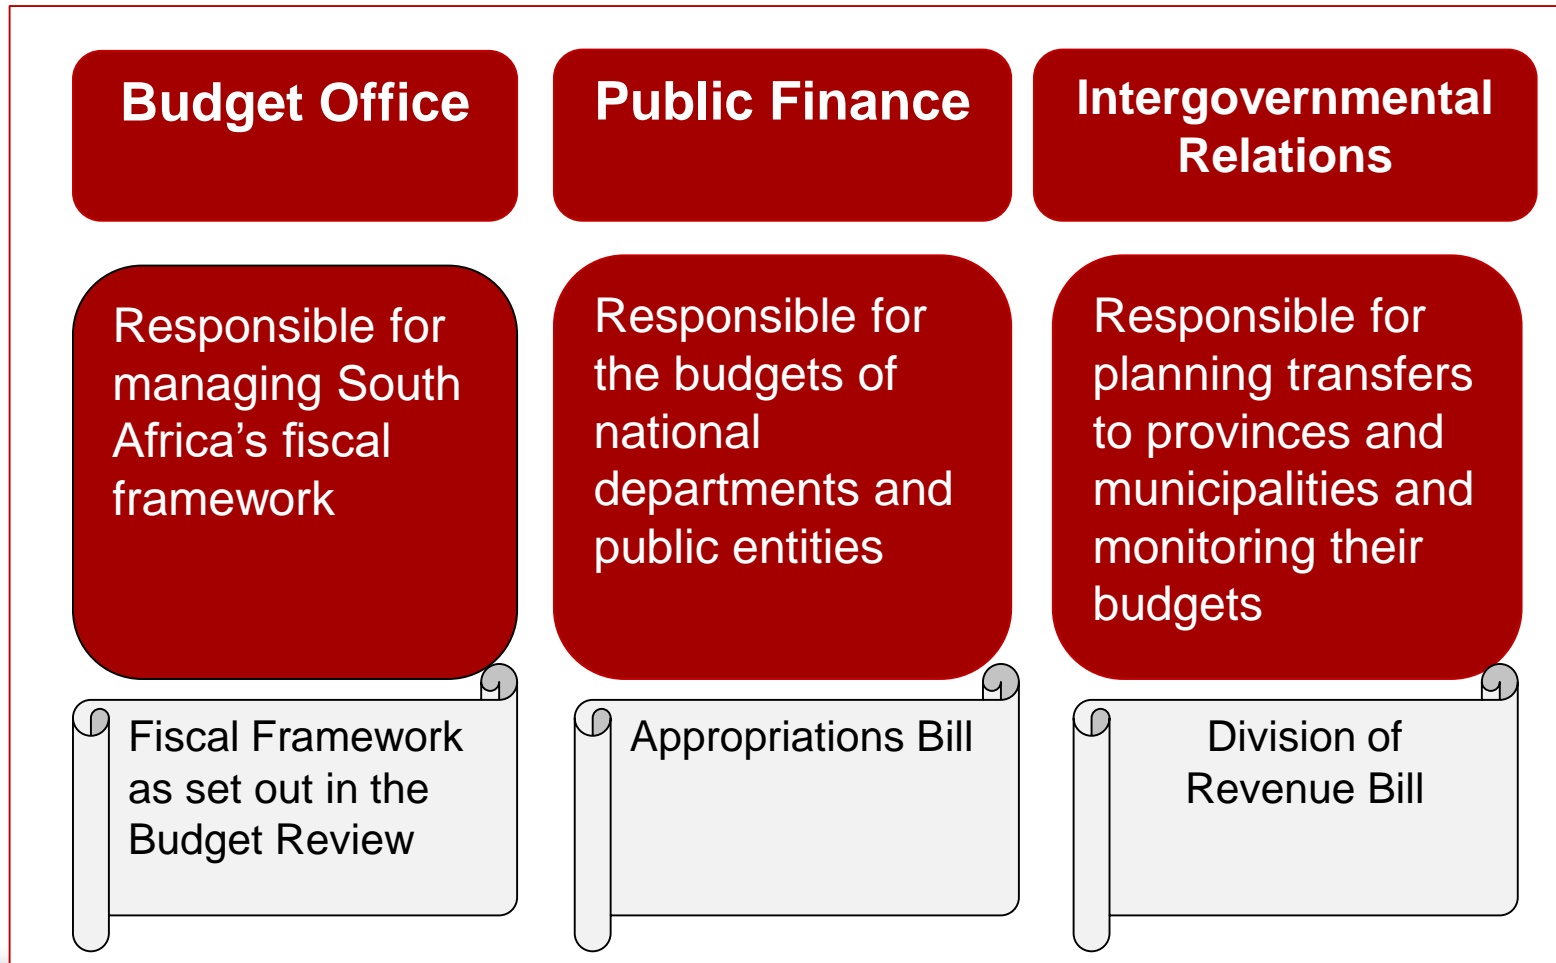 Budget Office
Public Finance
Intergovernmental
Relations
Responsible for
managing South
Africa’s fiscal
framework
Responsible for
the budgets of
national
departments and
public entities
Responsible for
planning transfers
to provinces and
municipalities and
monitoring their
budgets
Fiscal Framework
as set out in the
Budget Review
Appropriations Bill
Division of
Revenue Bill